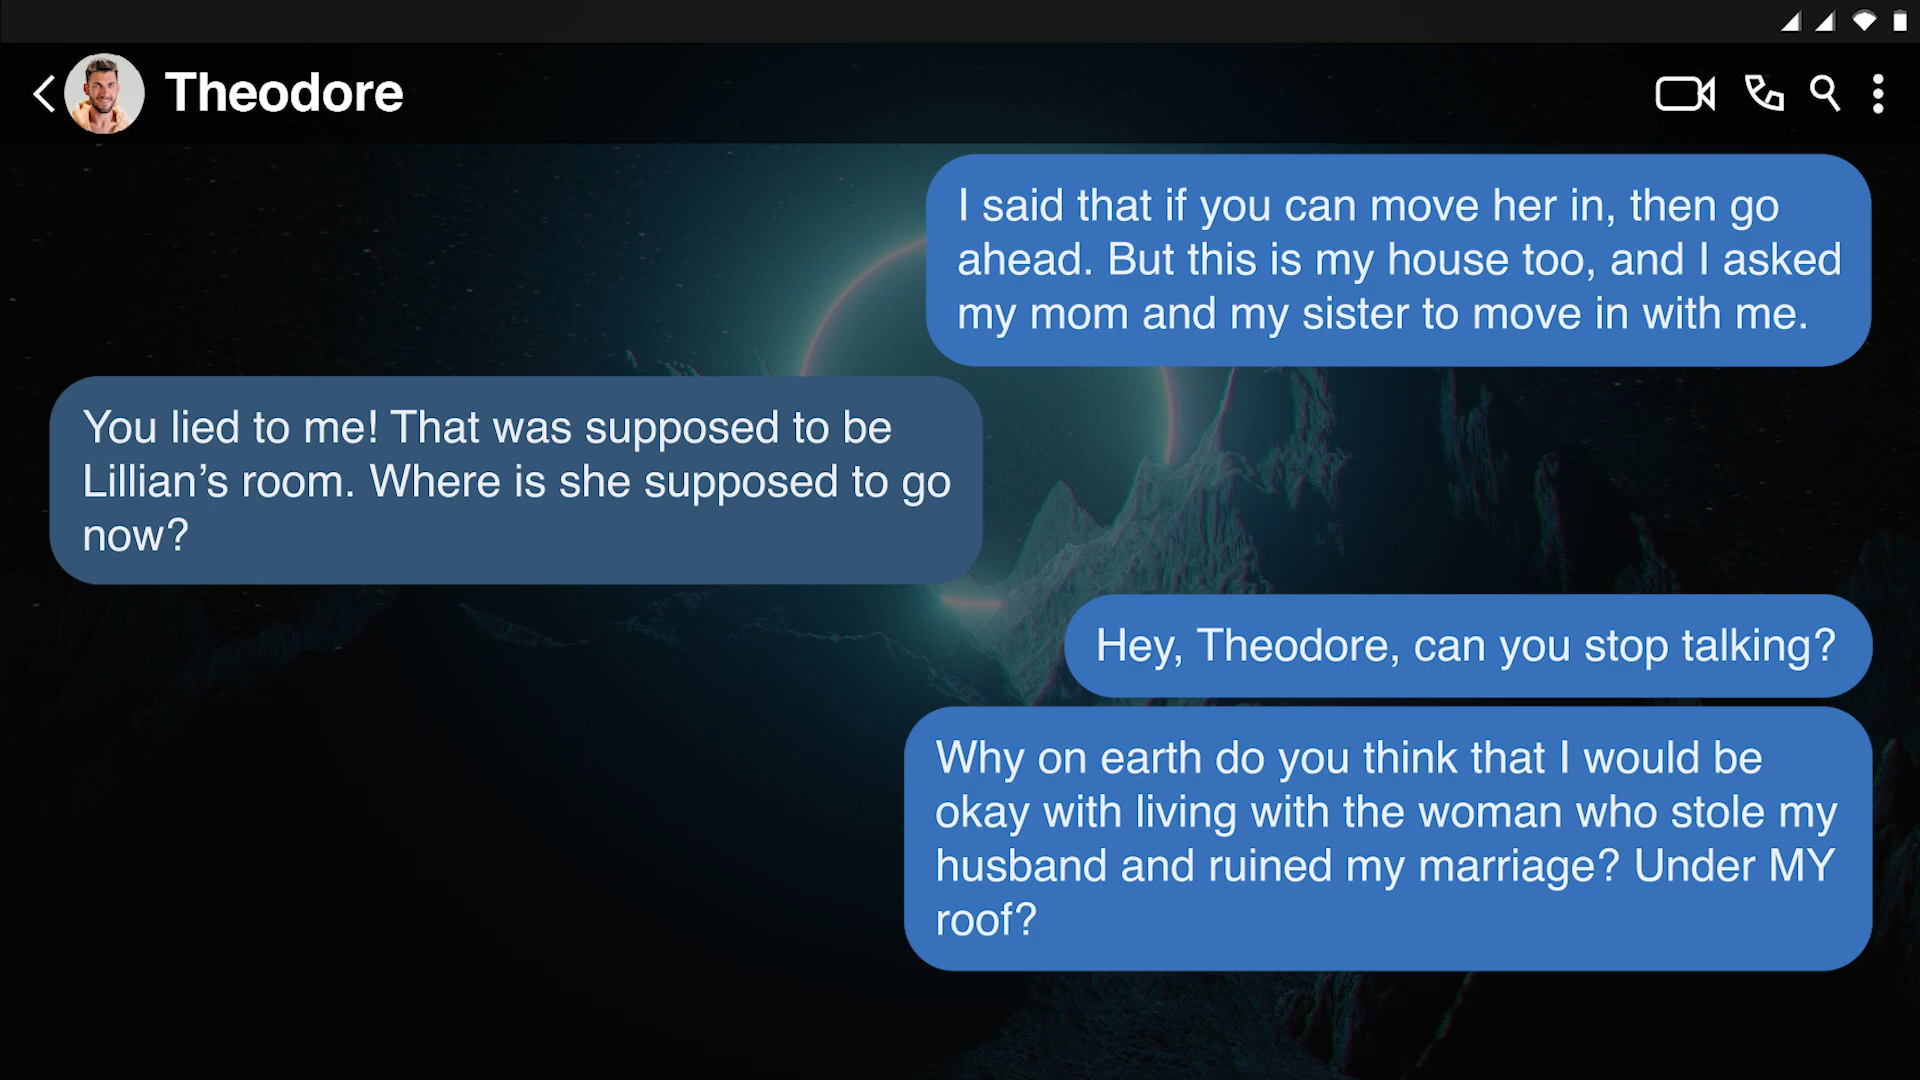 Theodore
I said that if you can move her in, then go
ahead. But this is my house too, and I asked
my mom and my sister to move in with me.
You lied to me! That was supposed to be
Lillian’s room. Where is she supposed to go
now?
Hey, Theodore, can you stop talking?
Why on earth do you think that I would be
okay with living with the woman who stole my
husband and ruined my marriage? Under MY
roof?